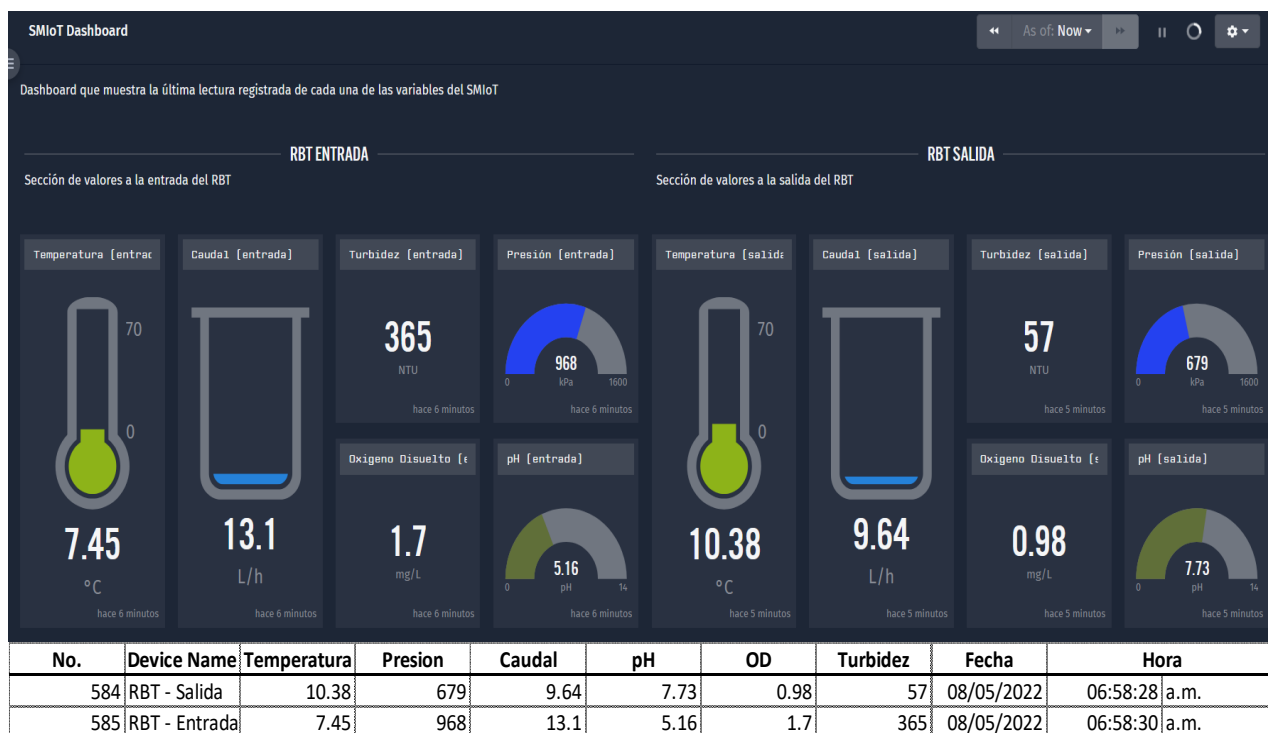 SMIoT Dashboard
As of: Now
Dashboard que muestra la última lectura registrada de cada una de las variables del SMIoT
RBT ENTRADA
Sección de valores a la entrada del RBT
Temperatura [entrac
70
0
7.45
°C
hace 6 minutos
Caudal [entrada]
13.1
L/h
hace 6 minutos
Turbidez [entrada]
365
NTU
hace 6 minutos
Presión [entrada]
968
kPa
0 1600
hace 6 minutos
Oxigeno Disuelto [e
1.7
mg/L
hace 6 minutos
pH [entrada]
5.16
pH
0 14
hace 6 minutos
RBT SALIDA
Sección de valores a la salida del RBT
Temperatura [salida
70
0
10.38
°C
hace 5 minutos
Caudal [salida]
9.64
L/h
hace 5 minutos
Turbidez [salida]
57
NTU
hace 5 minutos
Presión [salida]
679
kPa
0 1600
hace 5 minutos
Oxigeno Disuelto [s
0.98
mg/L
hace 5 minutos
pH [salida]
7.73
pH
0 14
hace 5 minutos
No. Device Name Temperatura Presion Caudal pH OD Turbidez Fecha Hora
584 RBT - Salida 10.38 679 9.64 7.73 0.98 57 08/05/2022 06:58:28 a.m.
585 RBT - Entrada 7.45 968 13.1 5.16 1.7 365 08/05/2022 06:58:30 a.m.